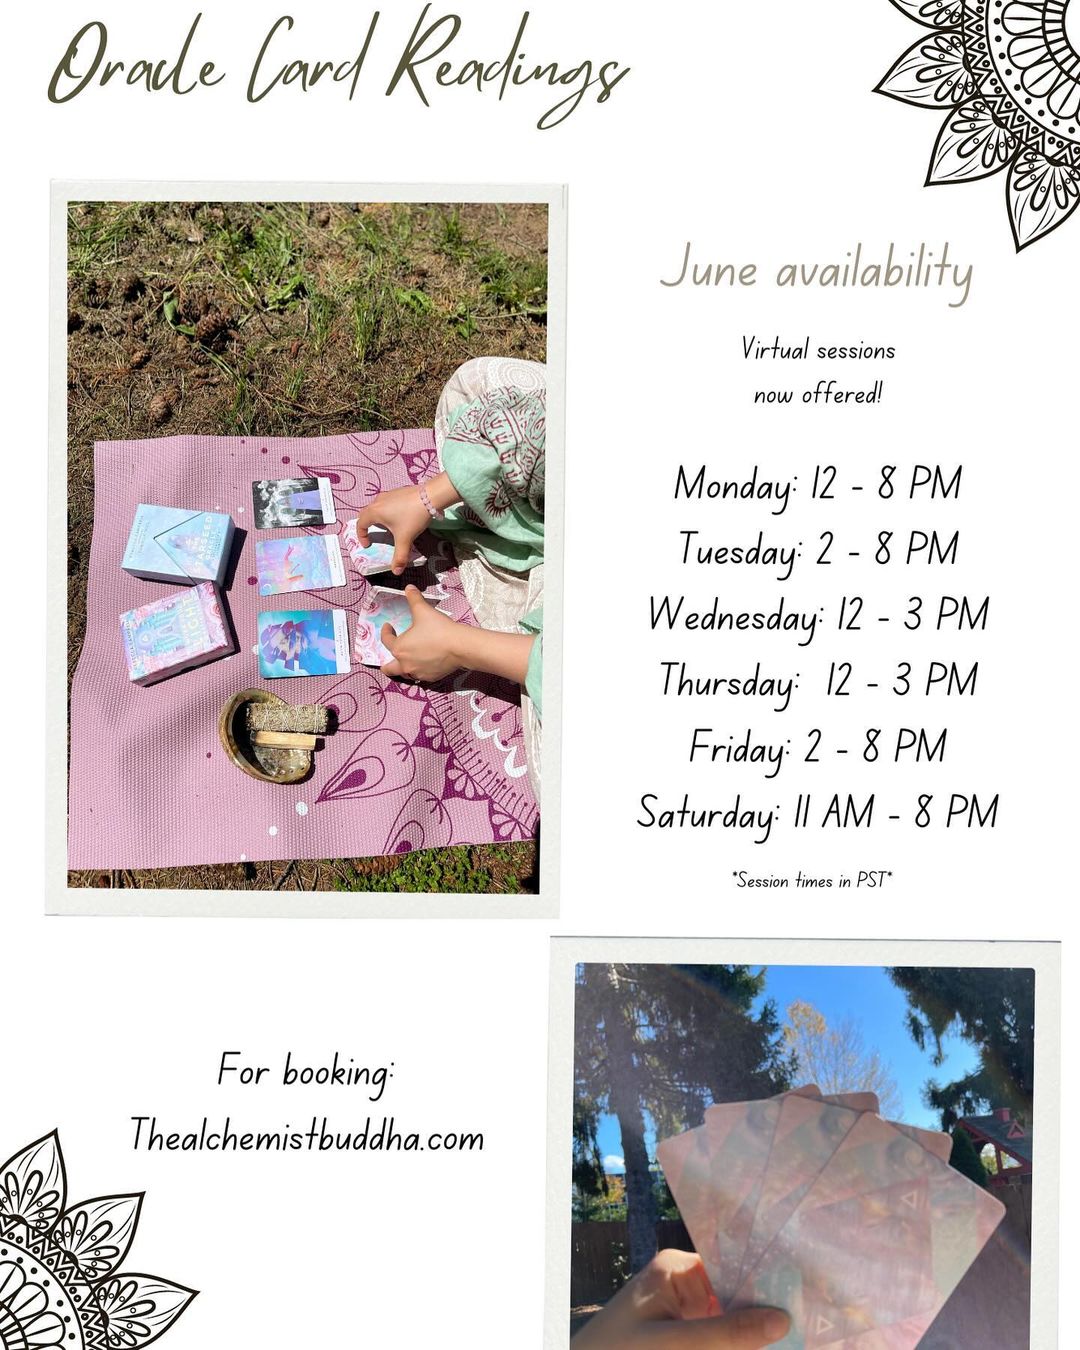 Oracle Card Readings
June availability
Virtual sessions
now offered!
Monday: 12 - 8 PM
Tuesday: 2 - 8 PM
Wednesday: 12 - 3 PM
Thursday: 12 - 3 PM
Friday: 2 - 8 PM
Saturday: 11 AM - 8 PM
*Session times in PST*
For booking:
Thealchemistbuddha.com